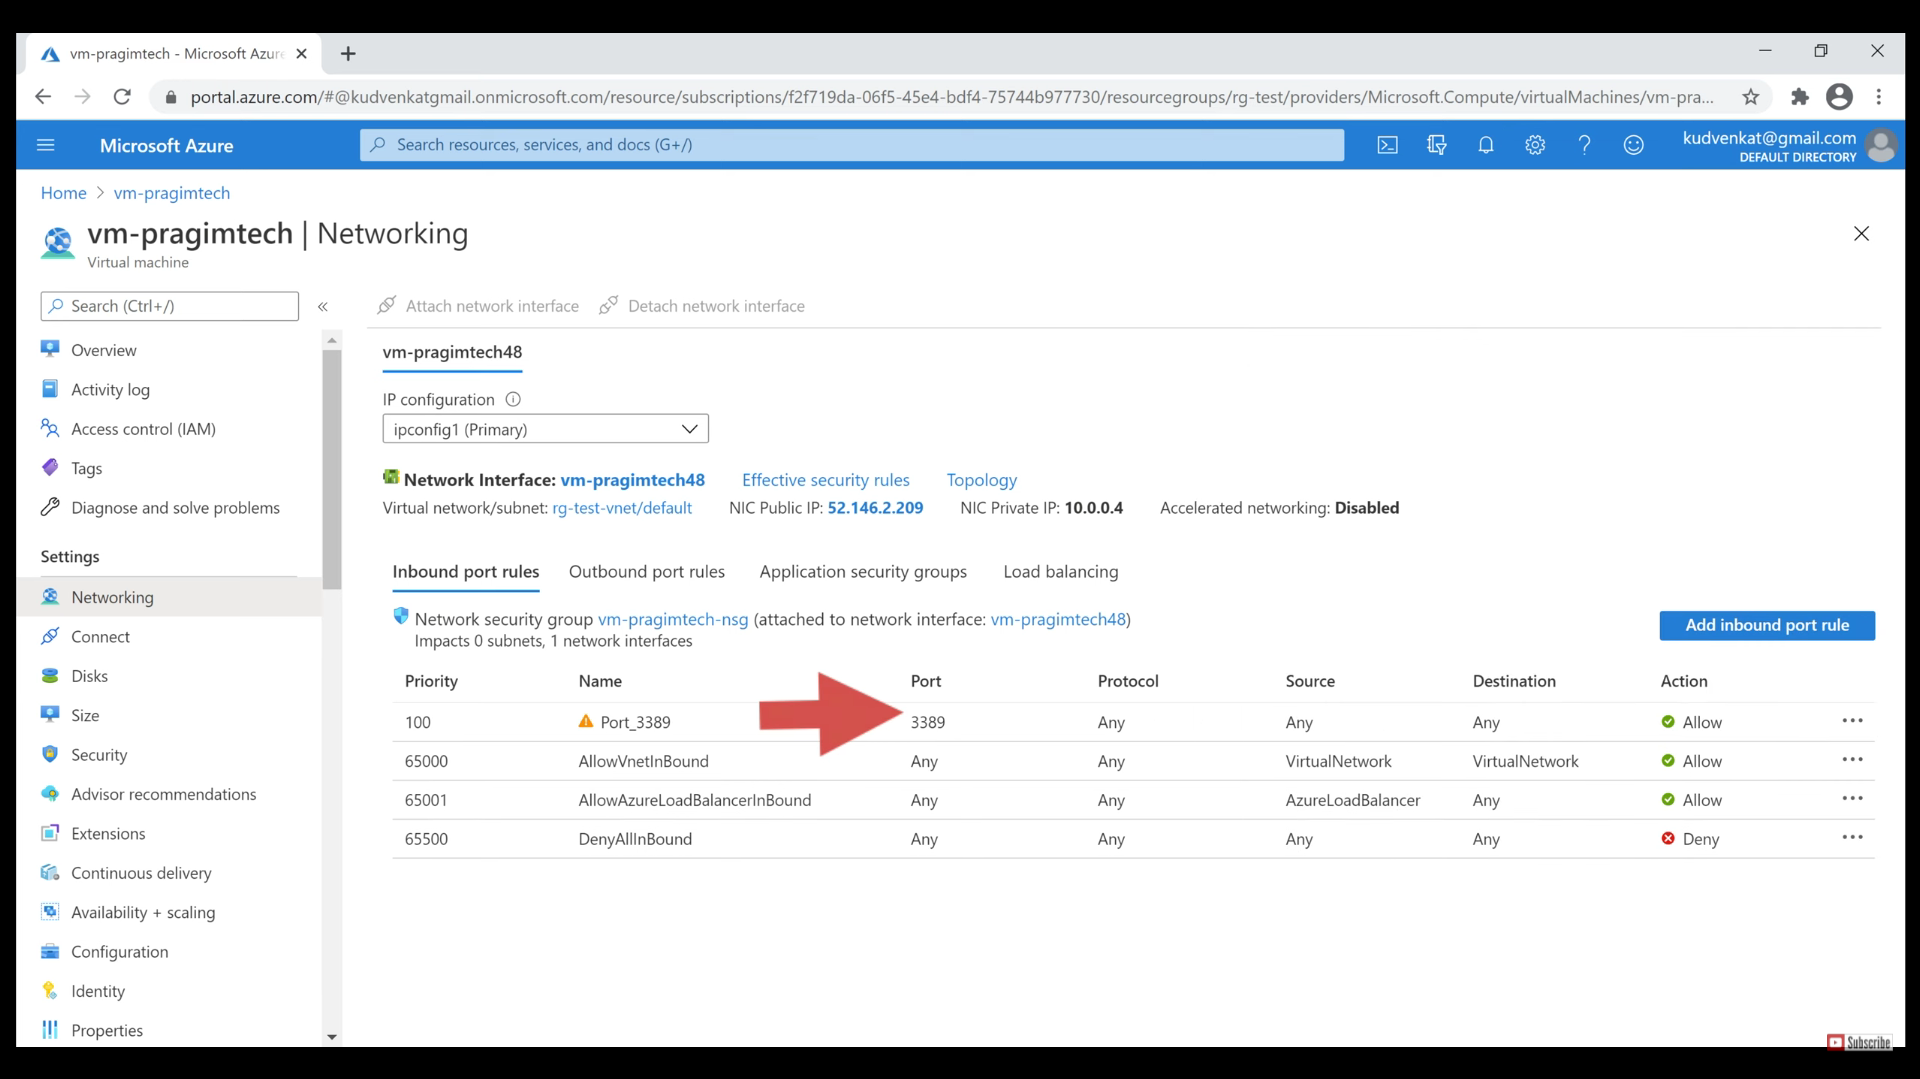 vm-pragimtech - Microsoft Azure
portal.azure.com/#@kudvenkatgmail.onmicrosoft.com/resource/subscriptions/f2f719da-06f5-45e4-bdf4-75744b977730/resourcegroups/rg-test/providers/Microsoft.Compute/virtualMachines/vm-pra...
Microsoft Azure
Search resources, services, and docs (G+/)
kudvenkat@gmail.com
DEFAULT DIRECTORY
Home > vm-pragimtech
vm-pragimtech | Networking
Virtual machine
Search (Ctrl+/)
«
Overview
Activity log
Access control (IAM)
Tags
Diagnose and solve problems
Settings
Networking
Connect
Disks
Size
Security
Advisor recommendations
Extensions
Continuous delivery
Availability + scaling
Configuration
Identity
Properties
Attach network interface Detach network interface
vm-pragimtech48
IP configuration
ipconfig1 (Primary)
Network Interface: vm-pragimtech48 Effective security rules Topology
Virtual network/subnet: rg-test-vnet/default NIC Public IP: 52.146.2.209 NIC Private IP: 10.0.0.4 Accelerated networking: Disabled
Inbound port rules Outbound port rules Application security groups Load balancing
Network security group vm-pragimtech-nsg (attached to network interface: vm-pragimtech48)
Impacts 0 subnets, 1 network interfaces
Add inbound port rule
Priority Name Port Protocol Source Destination Action
100 Port_3389 3389 Any Any Any Allow
65000 AllowVnetInBound Any Any VirtualNetwork VirtualNetwork Allow
65001 AllowAzureLoadBalancerInBound Any Any AzureLoadBalancer Any Allow
65500 DenyAllInBound Any Any Any Any Deny
Subscribe